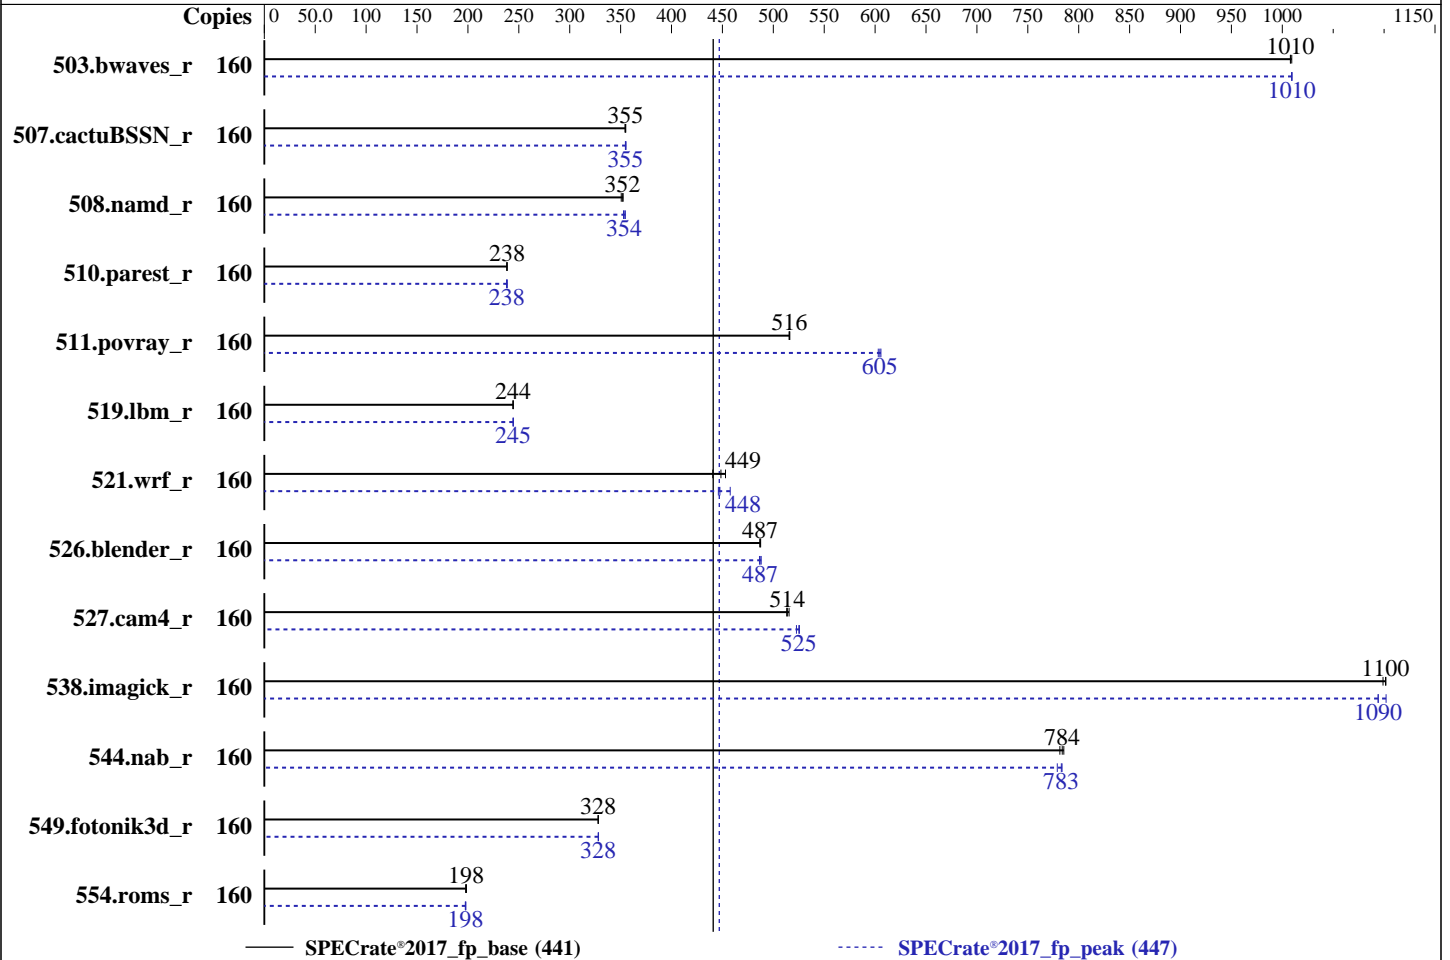 Copies 0 50.0 100 150 200 250 300 350 400 450 500 550 600 650 700 750 800 850 900 950 1000 1150
503.bwaves_r 160 1010
1010
507.cactuBSSN_r 160 355
355
508.namd_r 160 352
354
510.parest_r 160 238
238
511.povray_r 160 516
605
519.lbm_r 160 244
245
521.wrf_r 160 449
448
526.blender_r 160 487
487
527.cam4_r 160 514
525
538.imagick_r 160 1100
1090
544.nab_r 160 784
783
549.fotonik3d_r 160 328
328
554.roms_r 160 198
198
SPECrate®2017_fp_base (441) SPECrate®2017_fp_peak (447)